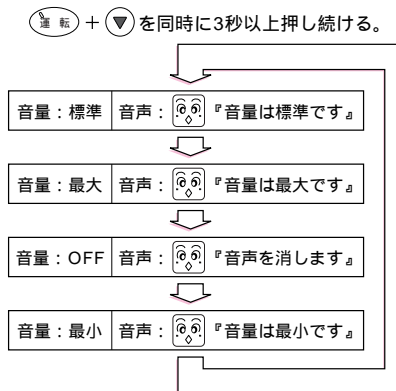 運転 + ▼ を同時に3秒以上押し続ける。
音量：標準 音声： 『音量は標準です』
音量：最大 音声： 『音量は最大です』
音量：OFF 音声： 『音声を消します』
音量：最小 音声： 『音量は最小です』